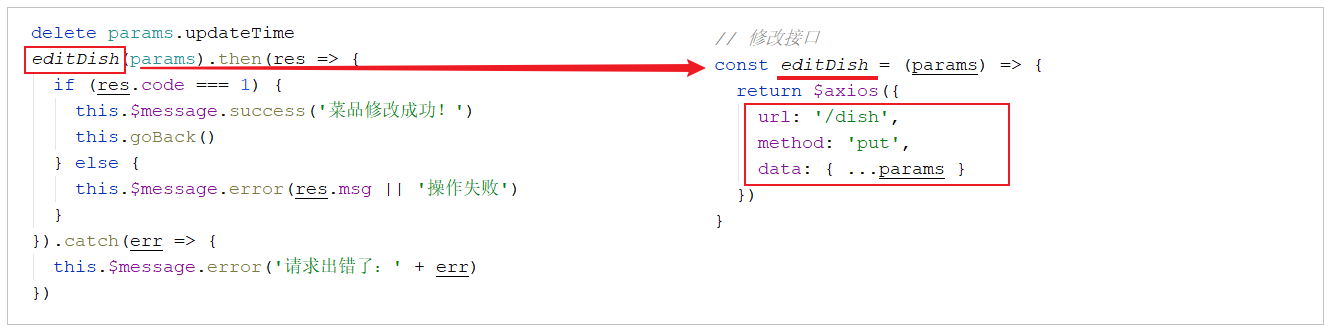 delete params.updateTime
editDish(params).then(res => {
if (res.code === 1) {
this.$message.success('菜品修改成功！')
this.goBack()
} else {
this.$message.error(res.msg || '操作失败')
}
}).catch(err => {
this.$message.error('请求出错了：' + err)
})
// 修改接口
const editDish = (params) => {
return $axios({
url: '/dish',
method: 'put',
data: { ...params }
})
}